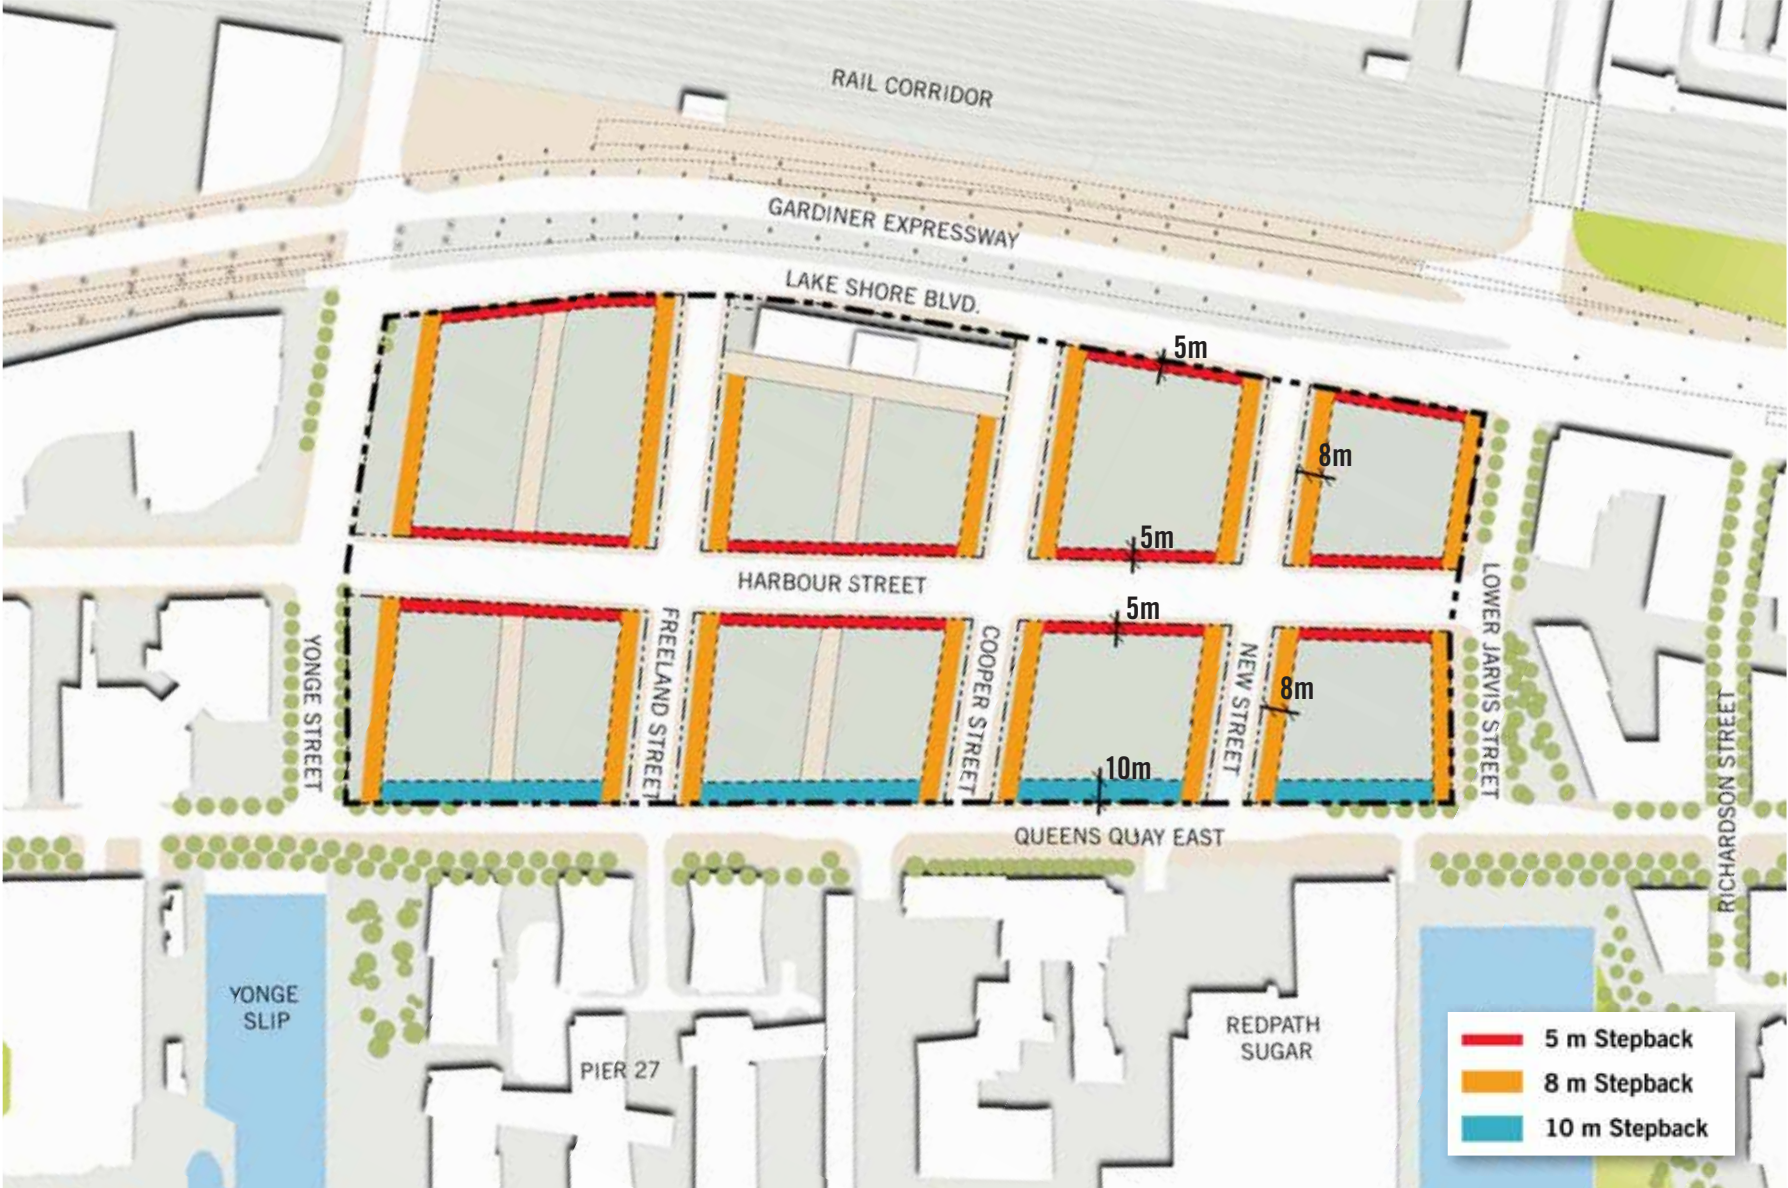 RAIL CORRIDOR
GARDINER EXPRESSWAY
LAKE SHORE BLVD.
5m
8m
5m
HARBOUR STREET
5m
YONGE STREET
FREELAND STREET
COOPER STREET
NEW STREET
8m
LOWER JARVIS STREET
RICHARDSON STREET
10m
QUEENS QUAY EAST
YONGE
SLIP
PIER 27
REDPATH
SUGAR
5 m Stepback
8 m Stepback
10 m Stepback